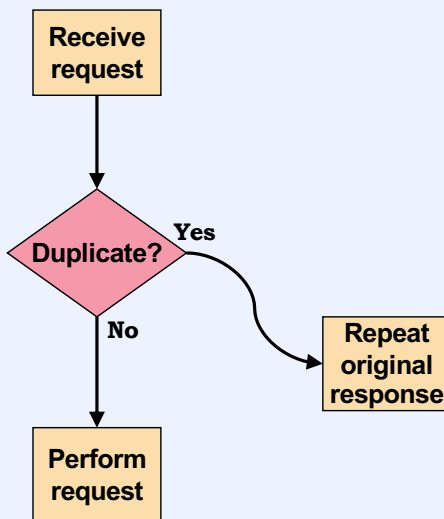 Receive
request
Duplicate?
Yes
No
Repeat
original
response
Perform
request